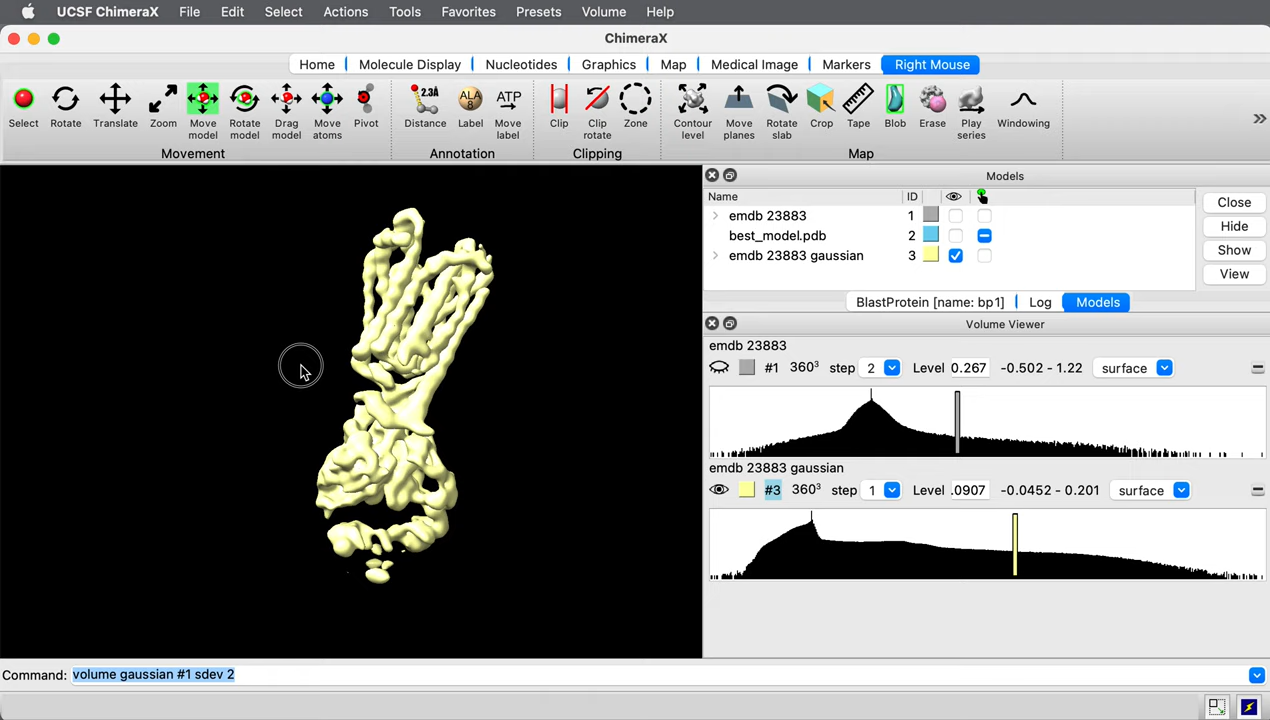 UCSF ChimeraX File Edit Select Actions Tools Favorites Presets Volume Help
ChimeraX
Home Molecule Display Nucleotides Graphics Map Medical Image Markers Right Mouse
2.3Å ALA 8 ATP
Select Rotate Translate Zoom Move model Rotate model Drag model Move atoms Pivot Distance Label Move label Clip Clip rotate Zone Contour level Move planes Rotate slab Crop Tape Blob Erase Play series Windowing
Movement Annotation Clipping Map
Models
Name ID
emdb 23883 1
best_model.pdb 2
emdb 23883 gaussian 3
Close
Hide
Show
View
BlastProtein [name: bp1] Log Models
Volume Viewer
emdb 23883
#1 360³ step 2 Level 0.267 -0.502 - 1.22 surface
emdb 23883 gaussian
#3 360³ step 1 Level .0907 -0.0452 - 0.201 surface
Command: volume gaussian #1 sdev 2